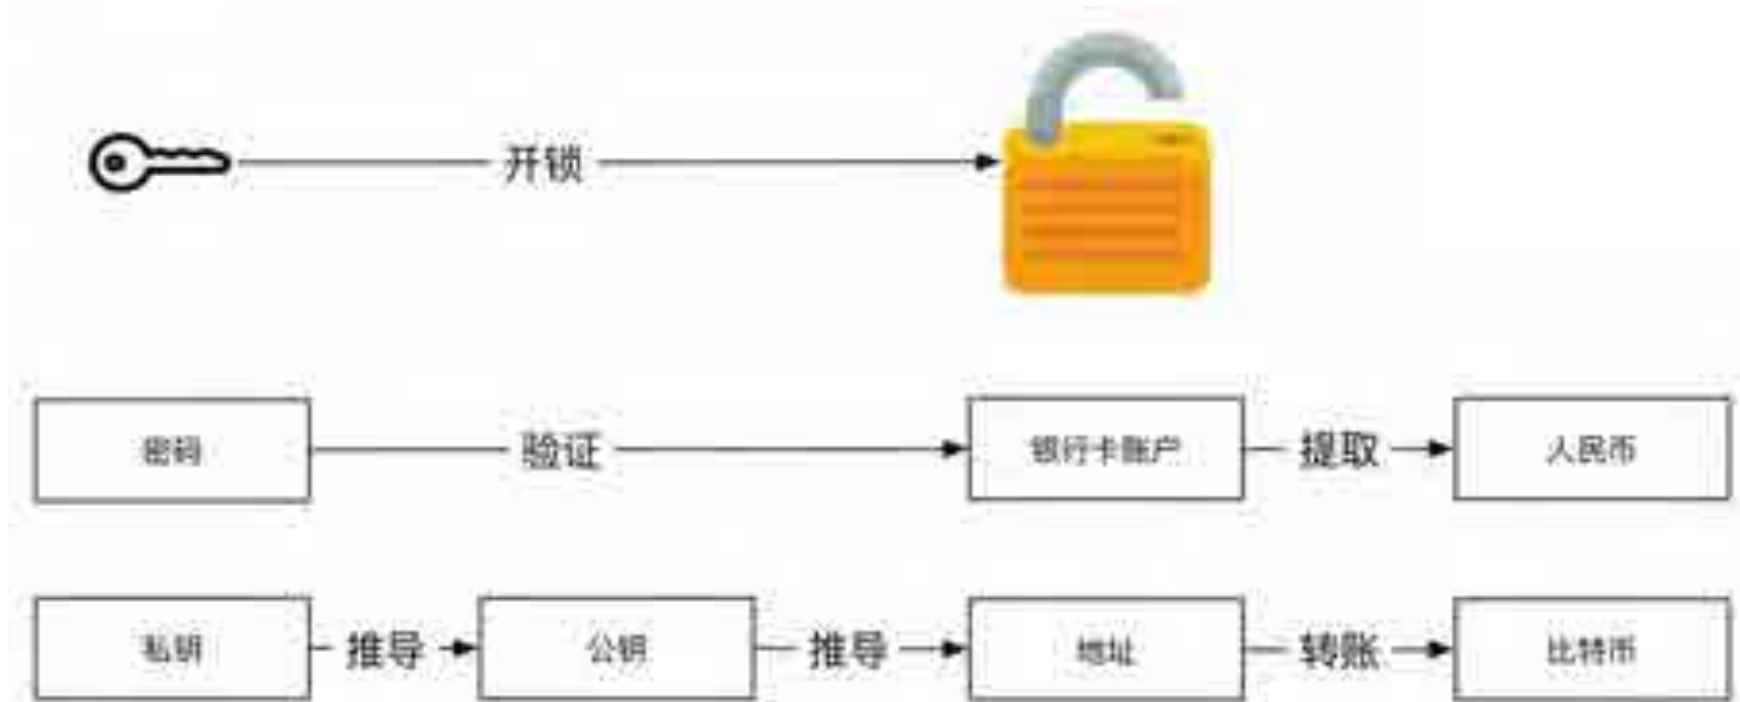 开锁
密码 验证 银行卡账户 提取 人民币
私钥 推导 公钥 推导 地址 转账 比特币